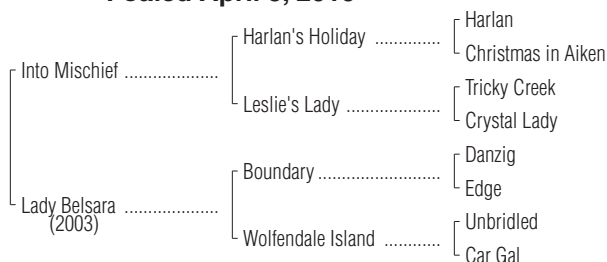 Foaled April
Harlan
Harlan's Holiday ..............
Christmas in Aiken
Into Mischief ....................
Tricky Creek
Leslie's Lady ....................
Crystal Lady
Danzig
Boundary ........................
Edge
Lady Belsara ....................
(2003)
Unbridled
Wolfendale Island ............
Car Gal